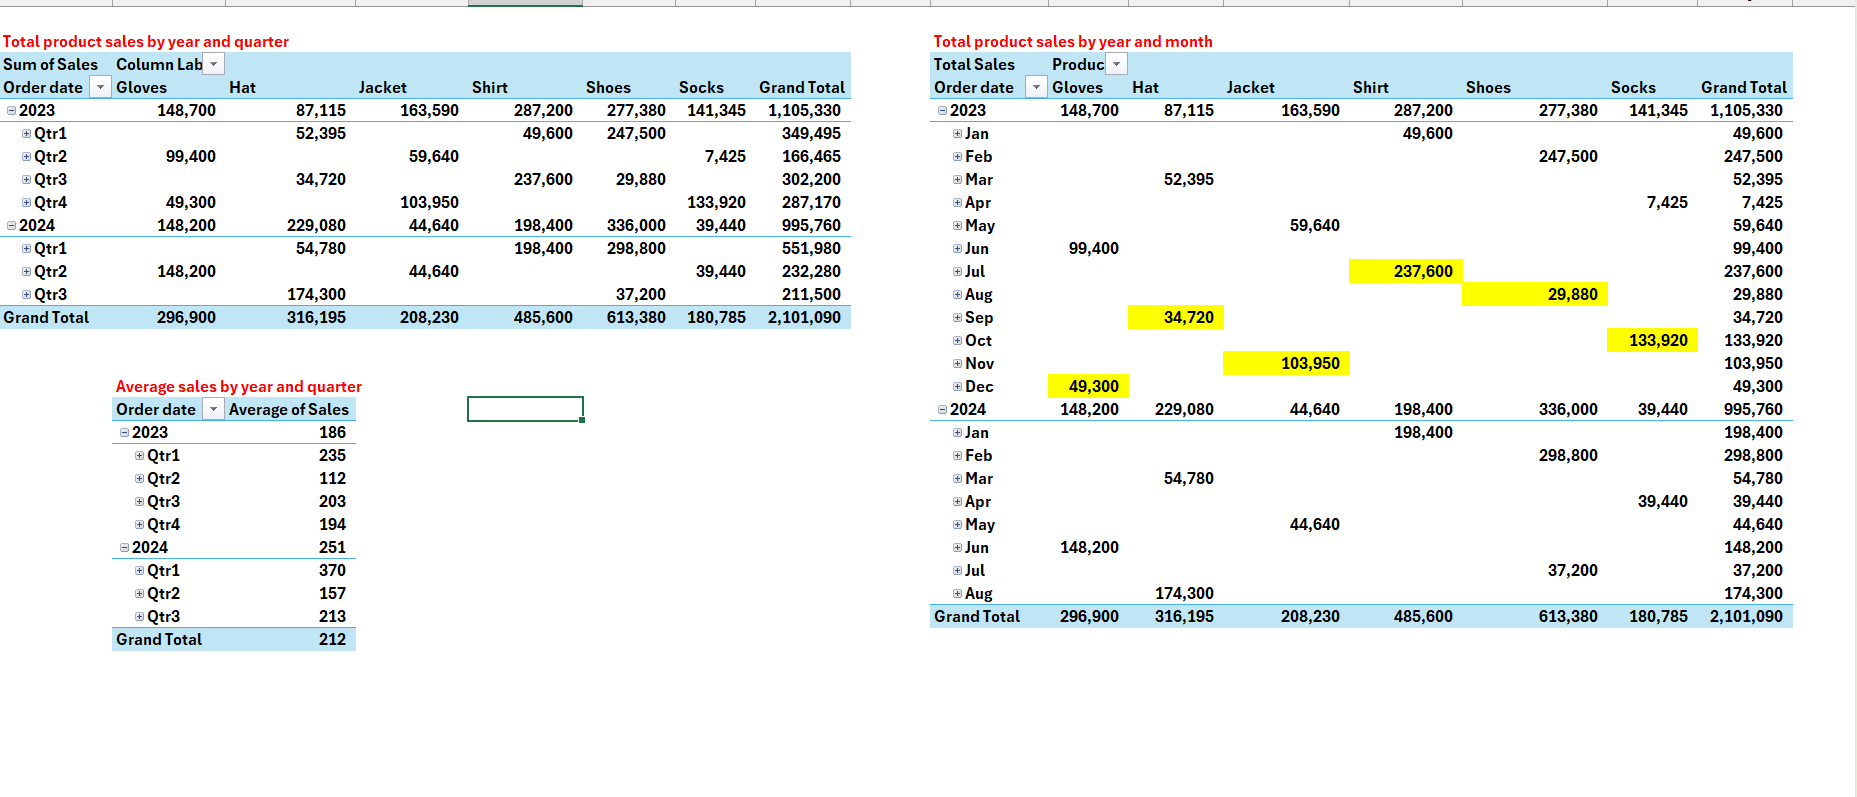 Total product sales by year and quarter
Sum of Sales Column Lab
Order date Gloves Hat Jacket Shirt Shoes Socks Grand Total
2023 148,700 87,115 163,590 287,200 277,380 141,345 1,105,330
Qtr1 52,395 49,600 247,500 349,495
Qtr2 99,400 59,640 7,425 166,465
Qtr3 34,720 237,600 29,880 302,200
Qtr4 49,300 103,950 133,920 287,170
2024 148,200 229,080 44,640 198,400 336,000 39,440 995,760
Qtr1 54,780 198,400 298,800 551,980
Qtr2 148,200 44,640 39,440 232,280
Qtr3 174,300 37,200 211,500
Grand Total 296,900 316,195 208,230 485,600 613,380 180,785 2,101,090
Average sales by year and quarter
Order date Average of Sales
2023 186
Qtr1 235
Qtr2 112
Qtr3 203
Qtr4 194
2024 251
Qtr1 370
Qtr2 157
Qtr3 213
Grand Total 212
Total product sales by year and month
Total Sales Produc
Order date Gloves Hat Jacket Shirt Shoes Socks Grand Total
2023 148,700 87,115 163,590 287,200 277,380 141,345 1,105,330
Jan 49,600 49,600
Feb 247,500 247,500
Mar 52,395 52,395
Apr 7,425 7,425
May 59,640 59,640
Jun 99,400 99,400
Jul 237,600 237,600
Aug 29,880 29,880
Sep 34,720 34,720
Oct 133,920 133,920
Nov 103,950 103,950
Dec 49,300 49,300
2024 148,200 229,080 44,640 198,400 336,000 39,440 995,760
Jan 198,400 198,400
Feb 298,800 298,800
Mar 54,780 54,780
Apr 39,440 39,440
May 44,640 44,640
Jun 148,200 148,200
Jul 37,200 37,200
Aug 174,300 174,300
Grand Total 296,900 316,195 208,230 485,600 613,380 180,785 2,101,090